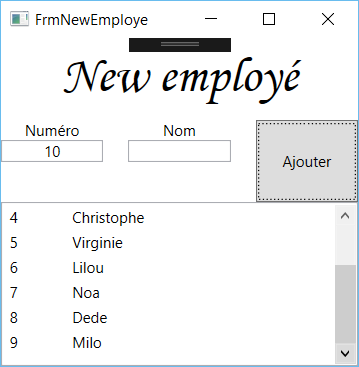 FrmNewEmploye
New employé
Numéro Nom
10
Ajouter
4 Christophe
5 Virginie
6 Lilou
7 Noa
8 Dede
9 Milo